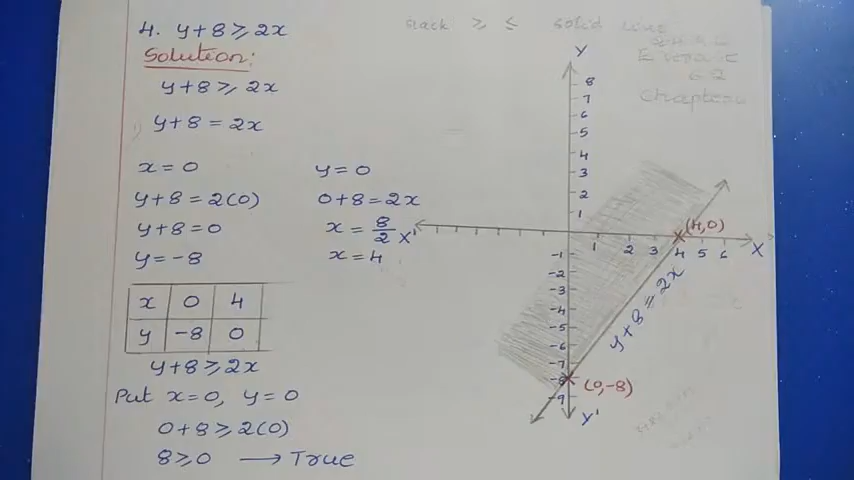 4. y+8 ≥ 2x
Solution:
y+8 ≥ 2x
y+8 = 2x
x = 0
y+8 = 2(0)
y+8 = 0
y = -8
y = 0
0+8 = 2x
x = 8/2
x = 4
x 0 4
y -8 0
y+8 ≥ 2x
Put x=0, y=0
0+8 ≥ 2(0)
8 ≥ 0 → True
≥ ≤ solid line
Chapter
Y
8
7
6
5
4
3
2
1
X' 1 2 3 4 5 6 X
(4,0)
-1
-2
-3
-4
-5
-6
-7
-8
-9
y+8 = 2x
(0,-8)
Y'